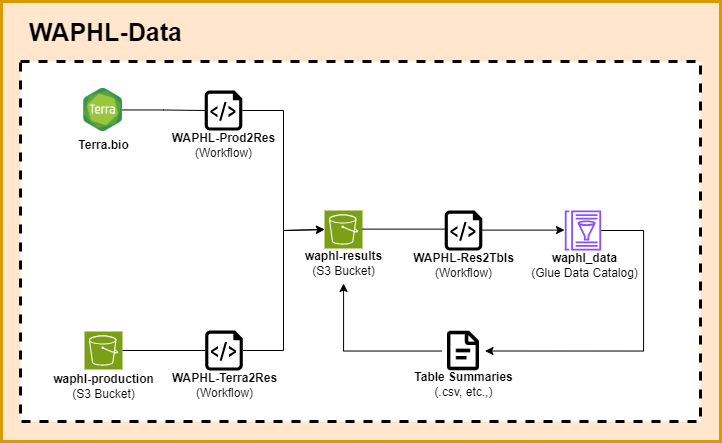 WAPHL-Data
Terra
Terra.bio
WAPHL-Prod2Res
(Workflow)
waphl-results
(S3 Bucket)
WAPHL-Res2Tbls
(Workflow)
waphl_data
(Glue Data Catalog)
waphl-production
(S3 Bucket)
WAPHL-Terra2Res
(Workflow)
Table Summaries
(.csv, etc.,)